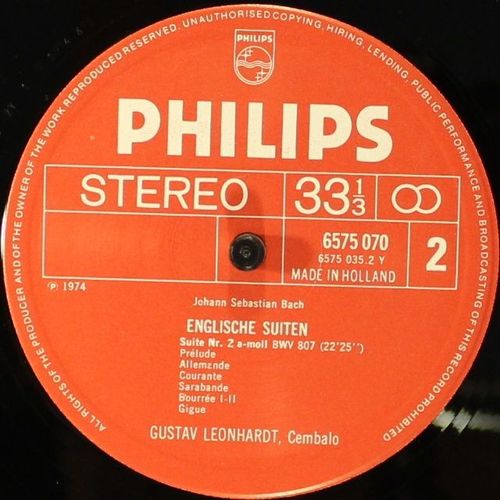 ALL RIGHTS OF THE PRODUCER AND OF THE OWNER OF THE WORK REPRODUCED RESERVED. UNAUTHORISED COPYING, HIRING, LENDING, PUBLIC PERFORMANCE AND BROADCASTING OF THIS RECORD PROHIBITED
PHILIPS
PHILIPS
STEREO 33 1/3
6575 070
6575 035.2 Y
MADE IN HOLLAND
2
℗ 1974
Johann Sebastian Bach
ENGLISCHE SUITEN
Suite Nr. 2 a-moll BWV 807 (22'25")
Prélude
Allemande
Courante
Sarabande
Bourrée I-II
Gigue
GUSTAV LEONHARDT, Cembalo